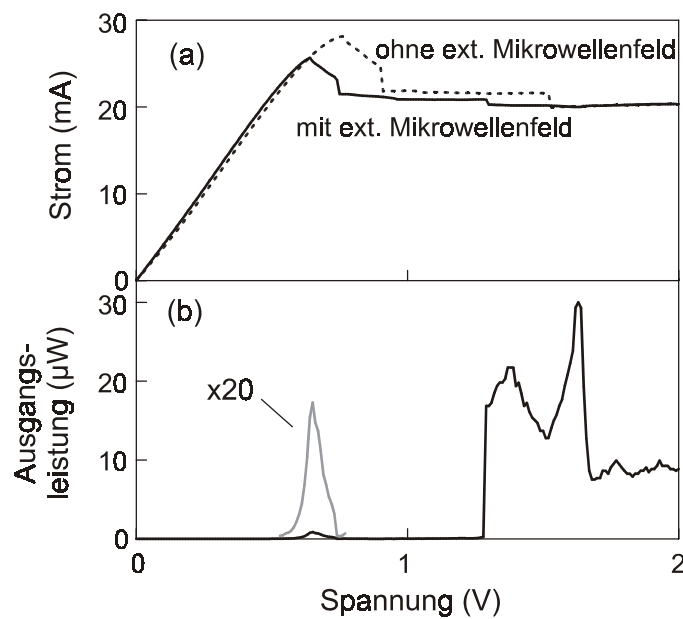 30
(a)
ohne ext. Mikrowellenfeld
20
mit ext. Mikrowellenfeld
Strom (mA)
10
0
30
(b)
20
x20
Ausgangs-
leistung (µW)
10
0
0
1
2
Spannung (V)